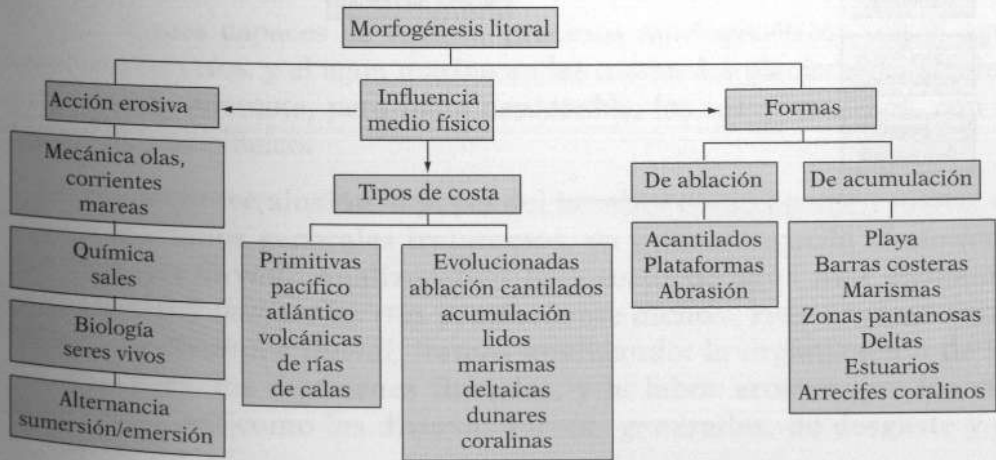 Morfogénesis litoral
Acción erosiva
Mecánica olas,
corrientes
mareas
Química
sales
Biología
seres vivos
Alternancia
sumersión/emersión
Influencia
medio físico
Tipos de costa
Primitivas
pacífico
atlántico
volcánicas
de rías
de calas
Evolucionadas
ablación cantilados
acumulación
lidos
marismas
deltaicas
dunares
coralinas
Formas
De ablación
Acantilados
Plataformas
Abrasión
De acumulación
Playa
Barras costeras
Marismas
Zonas pantanosas
Deltas
Estuarios
Arrecifes coralinos